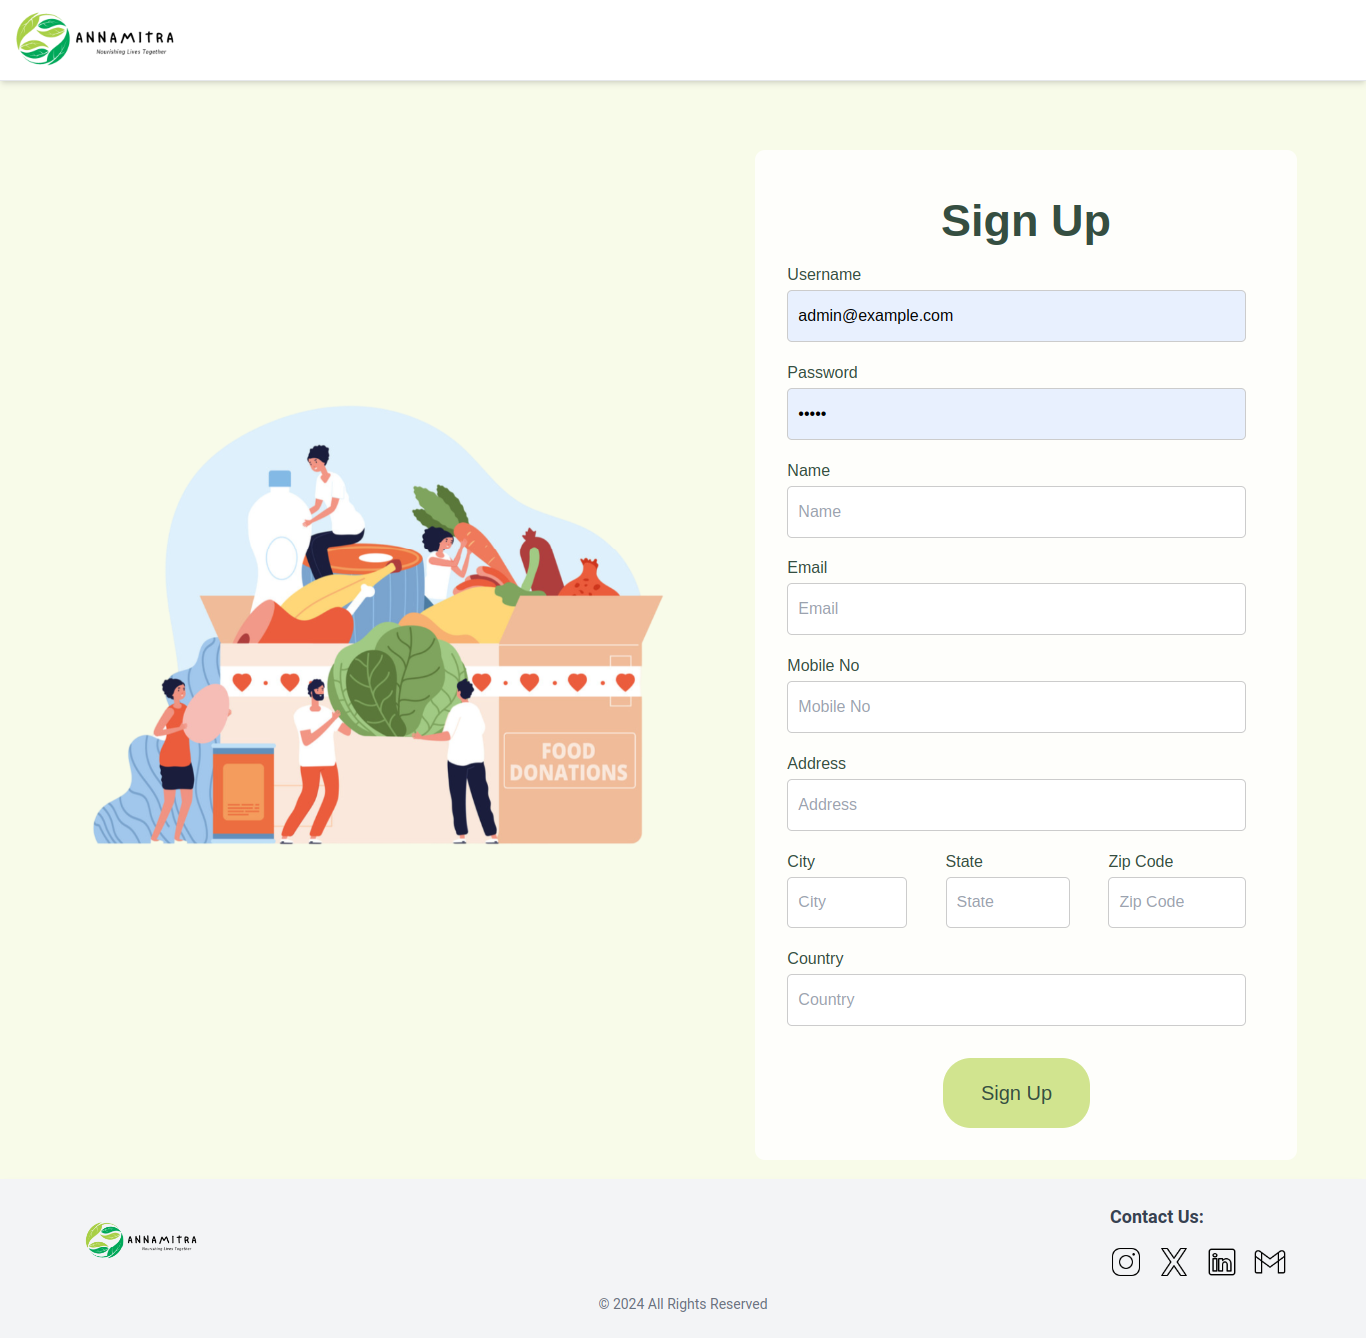 ANNAMITRA
Nourishing Lives Together
Sign Up
Username
admin@example.com
Password
•••••
Name
Name
Email
Email
Mobile No
Mobile No
Address
Address
City State Zip Code
City State Zip Code
Country
Country
Sign Up
FOOD
DONATIONS
ANNAMITRA
Nourishing Lives Together
Contact Us:
© 2024 All Rights Reserved